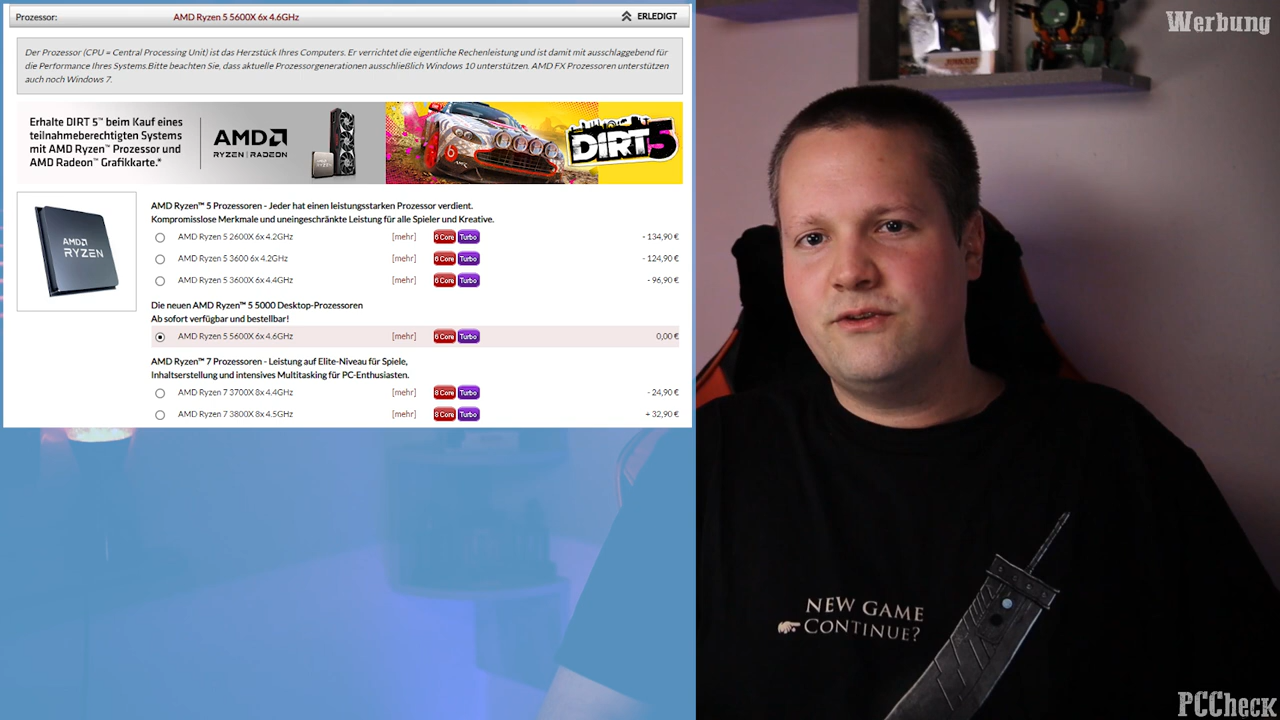 Prozessor: AMD Ryzen 5 5600X 6x 4.6GHz ERLEDIGT
Der Prozessor (CPU = Central Processing Unit) ist das Herzstück Ihres Computers. Er verrichtet die eigentliche Rechenleistung und ist damit mit ausschlaggebend für
die Performance Ihres Systems.Bitte beachten Sie, dass aktuelle Prozessorgenerationen ausschließlich Windows 10 unterstützen. AMD FX Prozessoren unterstützen
auch noch Windows 7.
Erhalte DIRT 5™ beim Kauf eines
teilnahmeberechtigten Systems
mit AMD Ryzen™ Prozessor und
AMD Radeon™ Grafikkarte.*
AMD
RYZEN | RADEON
DIRT 5
AMD
RYZEN
AMD Ryzen™ 5 Prozessoren - Jeder hat einen leistungsstarken Prozessor verdient.
Kompromisslose Merkmale und uneingeschränkte Leistung für alle Spieler und Kreative.
AMD Ryzen 5 2600X 6x 4.2GHz [mehr] 6 Core Turbo - 134,90 €
AMD Ryzen 5 3600 6x 4.2GHz [mehr] 6 Core Turbo - 124,90 €
AMD Ryzen 5 3600X 6x 4.4GHz [mehr] 6 Core Turbo - 96,90 €
Die neuen AMD Ryzen™ 5 5000 Desktop-Prozessoren
Ab sofort verfügbar und bestellbar!
AMD Ryzen 5 5600X 6x 4.6GHz [mehr] 6 Core Turbo 0,00 €
AMD Ryzen™ 7 Prozessoren - Leistung auf Elite-Niveau für Spiele,
Inhaltserstellung und intensives Multitasking für PC-Enthusiasten.
AMD Ryzen 7 3700X 8x 4.4GHz [mehr] 8 Core Turbo - 24,90 €
AMD Ryzen 7 3800X 8x 4.5GHz [mehr] 8 Core Turbo + 32,90 €
Werbung
NEW GAME
CONTINUE?
PCCheck